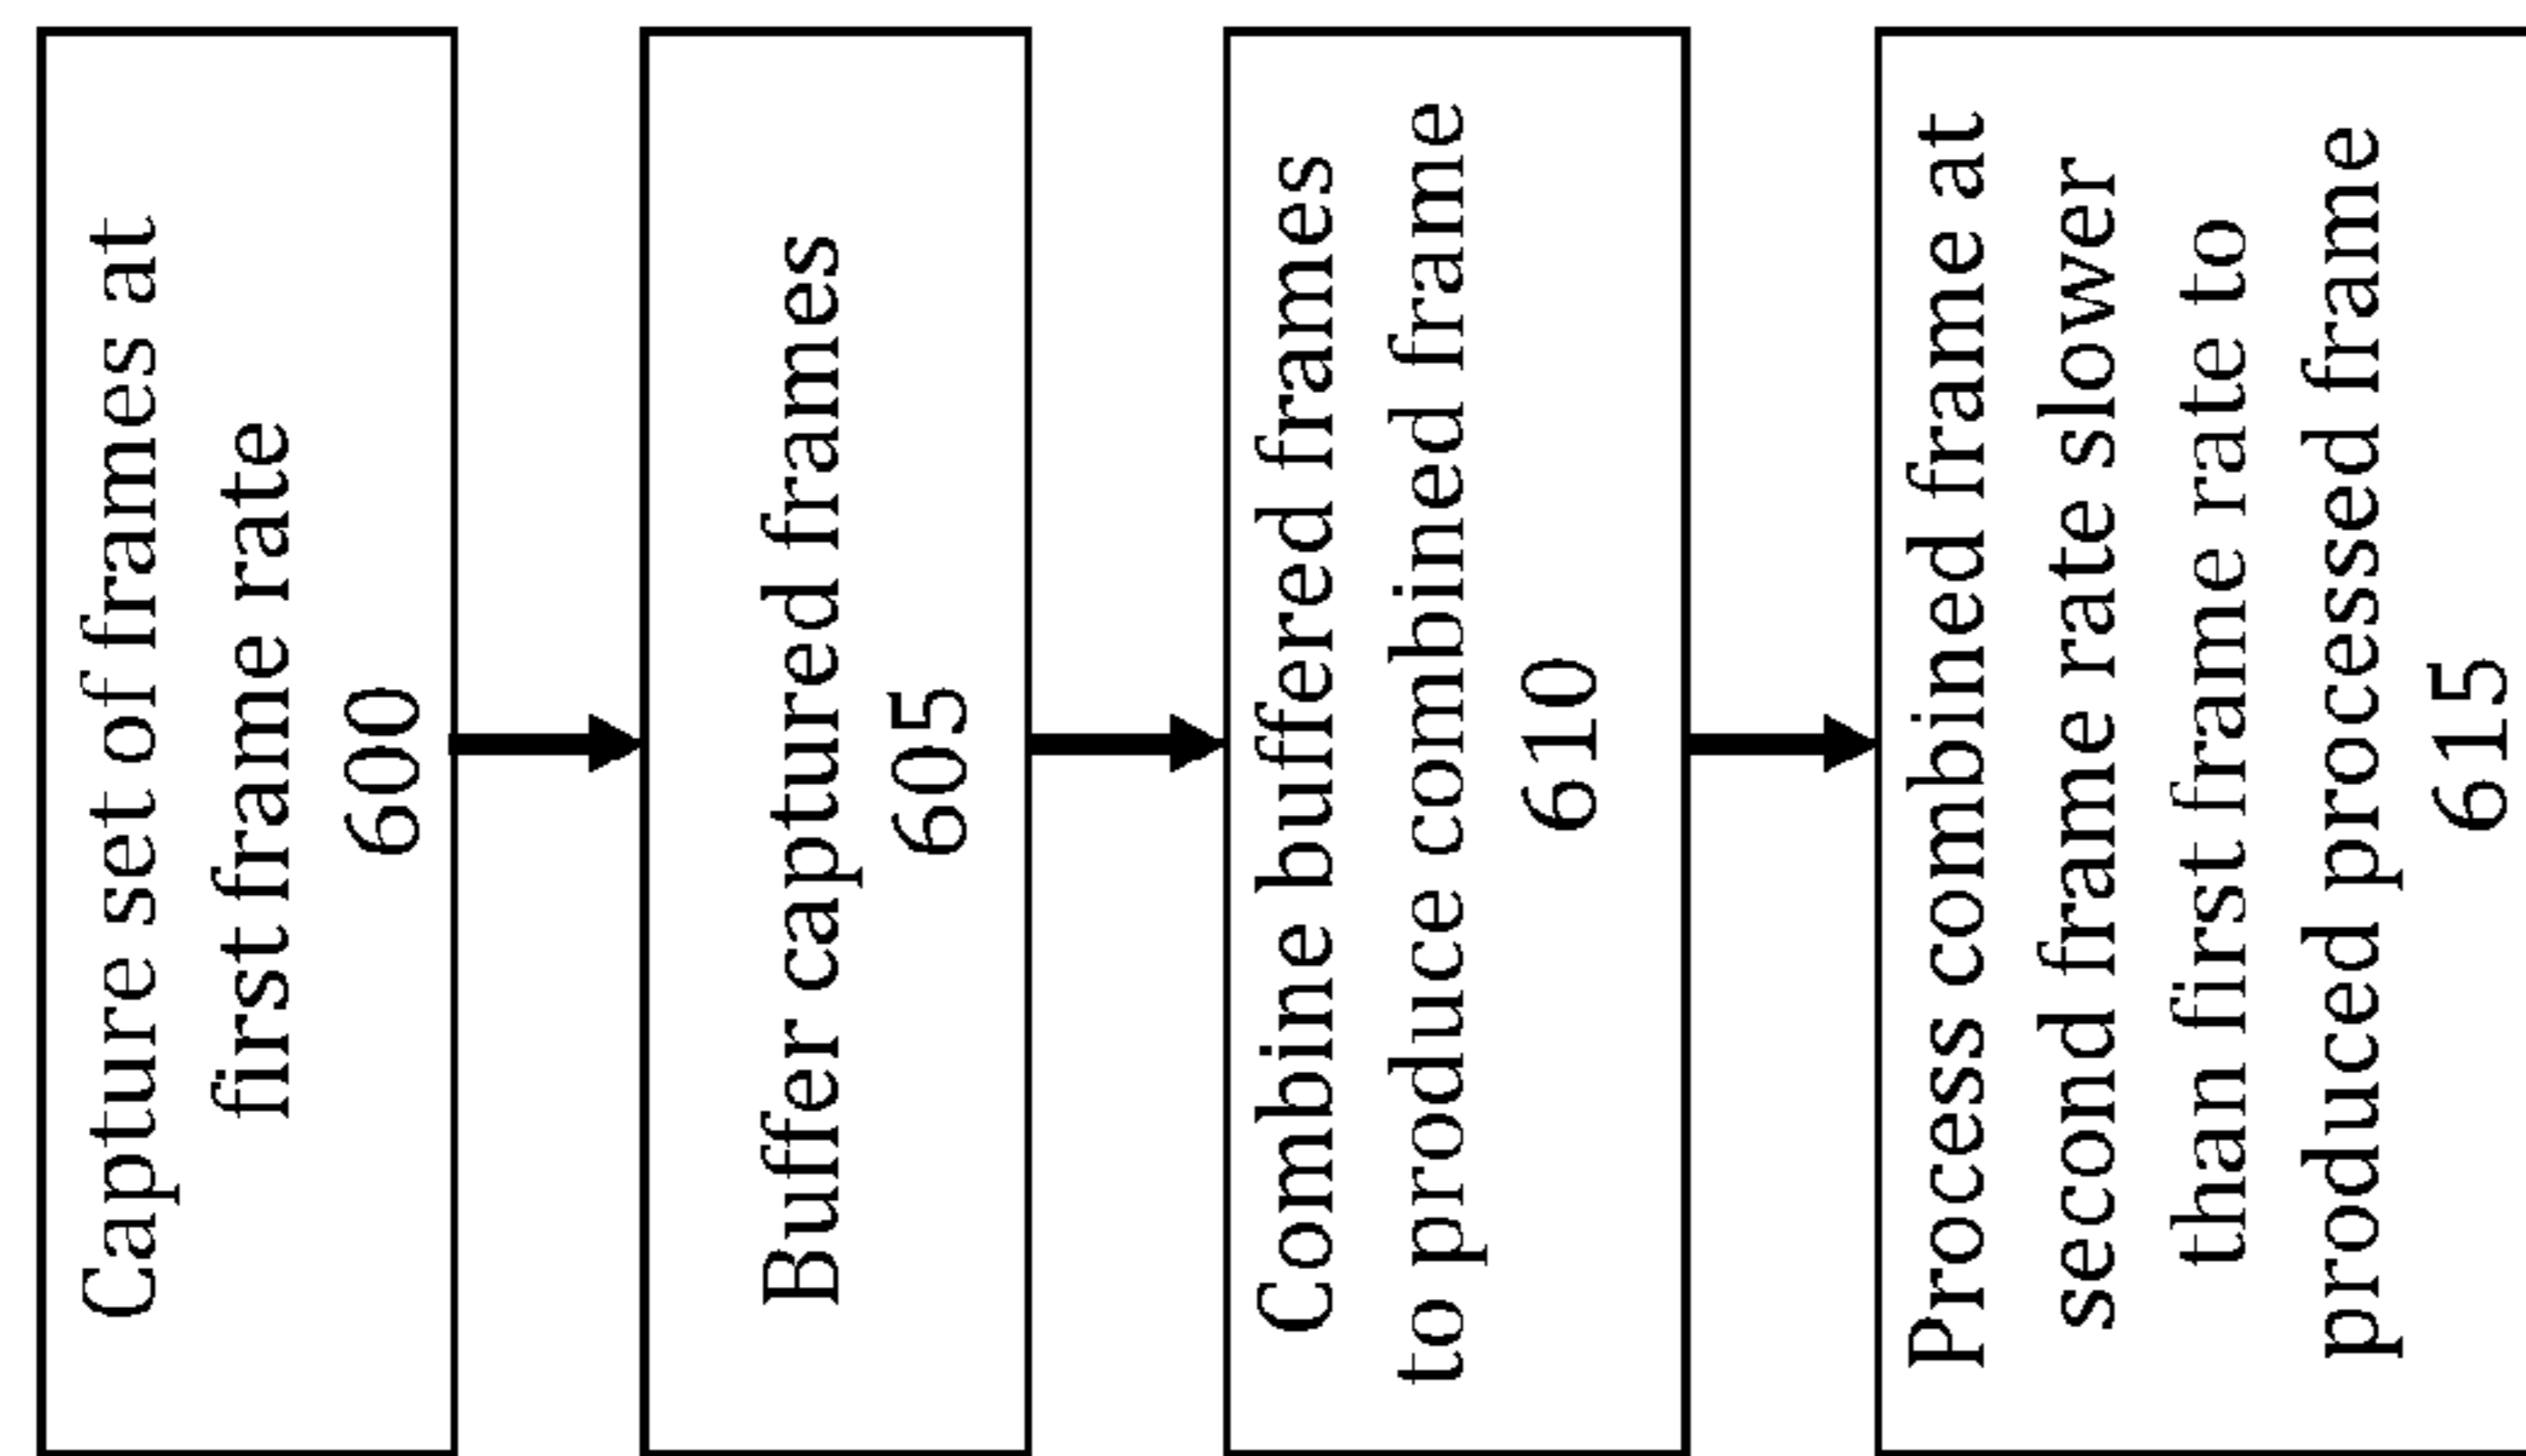 Capture set of frames at
first frame rate
600
Buffer captured frames
605
Combine buffered frames
to produce combined frame
610
Process combined frame at
second frame rate slower
than first frame rate to
produced processed frame
615